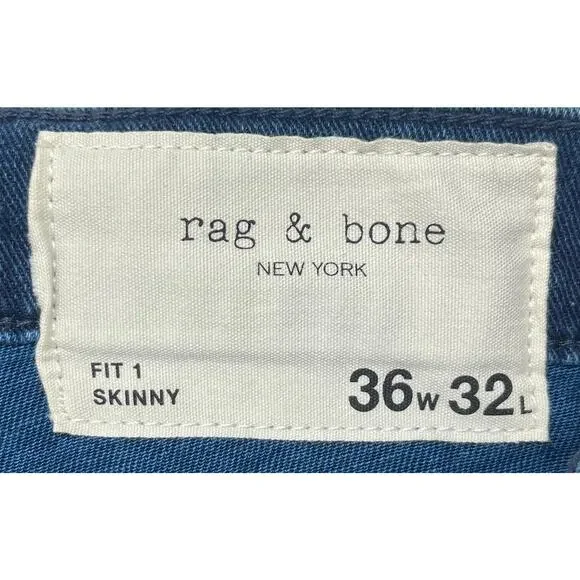 rag & bone
NEW YORK
FIT 1
SKINNY
36W 32L